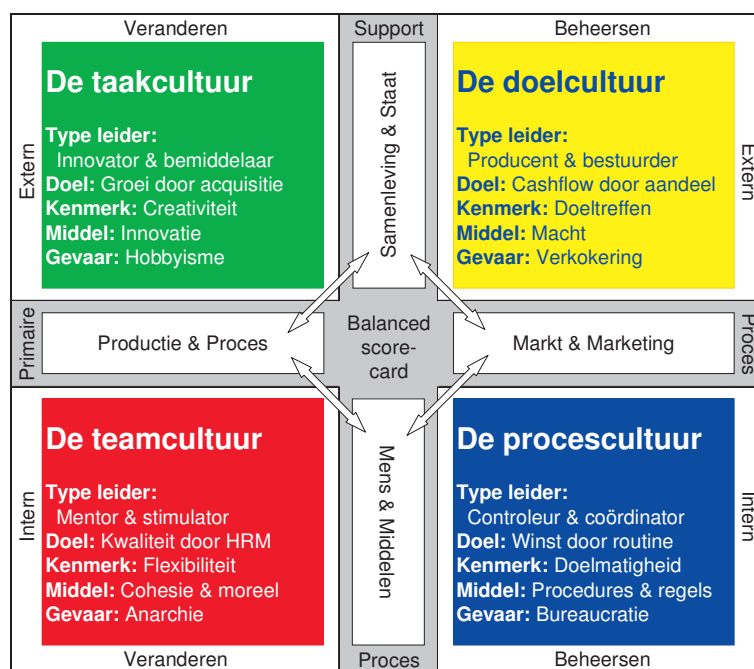 Veranderen
Support
Beheersen
Extern
De taakcultuur
Type leider:
Innovator & bemiddelaar
Doel: Groei door acquisitie
Kenmerk: Creativiteit
Middel: Innovatie
Gevaar: Hobbyisme
Samenleving & Staat
De doelcultuur
Type leider:
Producent & bestuurder
Doel: Cashflow door aandeel
Kenmerk: Doeltreffen
Middel: Macht
Gevaar: Verkokering
Extern
Primaire
Productie & Proces
Balanced
score-
card
Markt & Marketing
Proces
Intern
De teamcultuur
Type leider:
Mentor & stimulator
Doel: Kwaliteit door HRM
Kenmerk: Flexibiliteit
Middel: Cohesie & moreel
Gevaar: Anarchie
Mens & Middelen
De procescultuur
Type leider:
Controleur & coördinator
Doel: Winst door routine
Kenmerk: Doelmatigheid
Middel: Procedures & regels
Gevaar: Bureaucratie
Intern
Veranderen
Proces
Beheersen